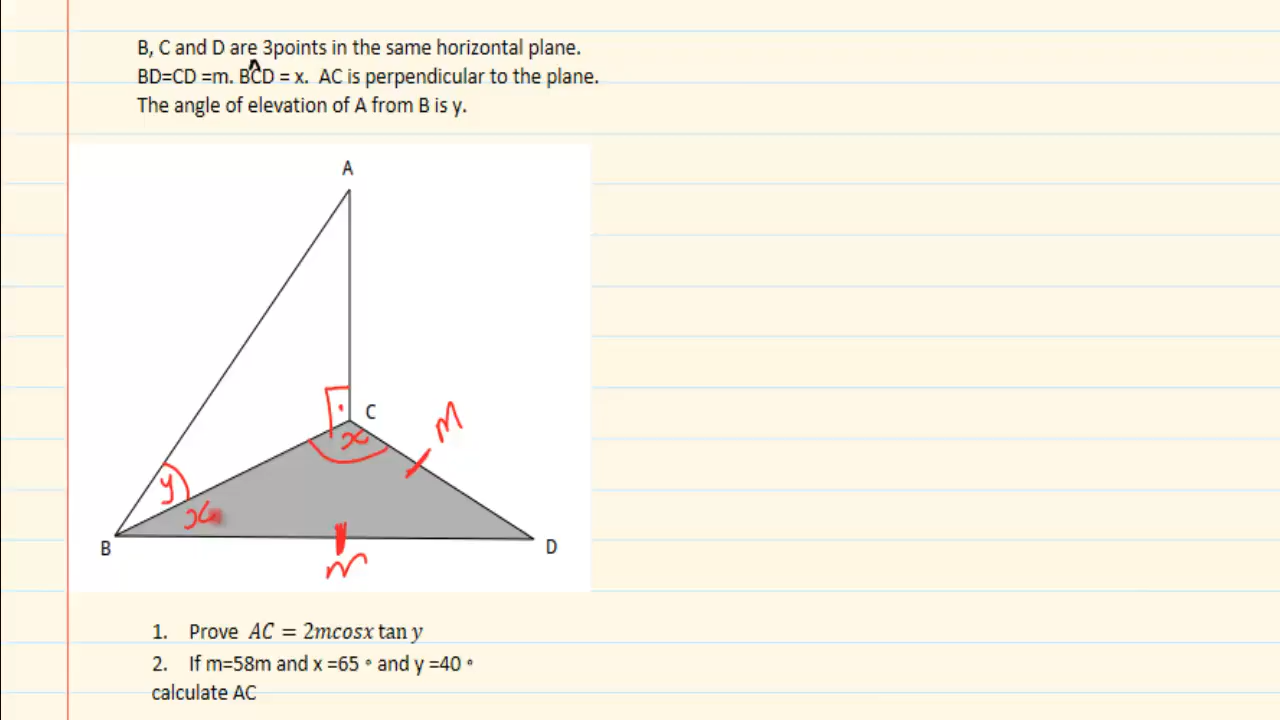 B, C and D are 3points in the same horizontal plane.
BD=CD =m. BĈD = x.  AC is perpendicular to the plane.
The angle of elevation of A from B is y.
A
C
M
x
y
x
B
D
m
1. Prove AC = 2mcosx tan y
2. If m=58m and x =65 ° and y =40 °
calculate AC